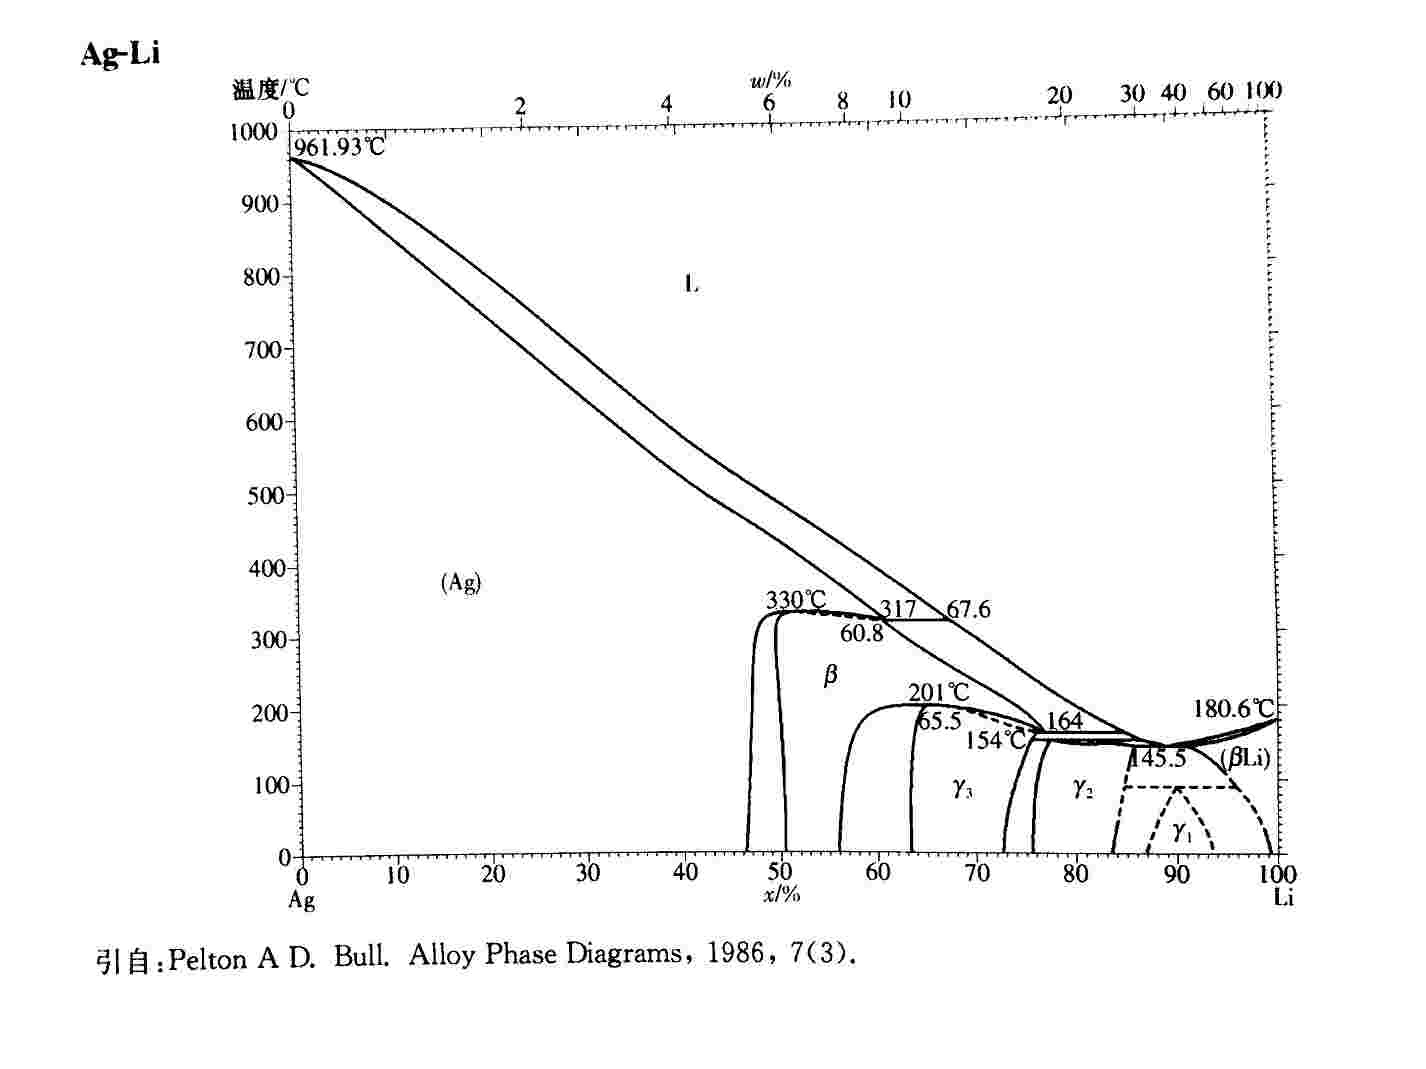 Ag-Li
温度/℃
w/%
0 2 4 6 8 10 20 30 40 60 100
1000
961.93℃
900
800
L
700
600
500
400
(Ag)
330℃ 317 67.6
60.8
300
β
201℃
200
65.5 164 180.6℃
154℃ 145.5 (βLi)
100
γ3 γ2
γ1
0
0 10 20 30 40 50 60 70 80 90 100
Ag x/% Li
引自:Pelton A D. Bull. Alloy Phase Diagrams, 1986, 7(3).